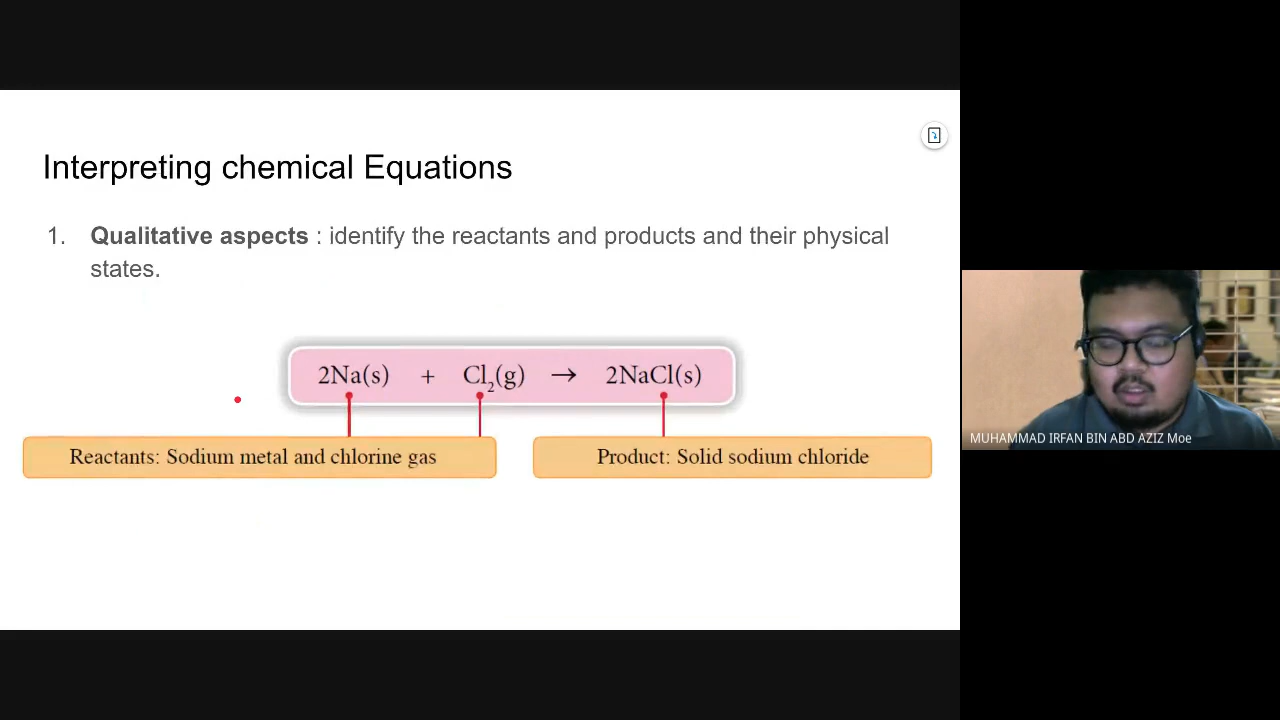 Interpreting chemical Equations
1. Qualitative aspects : identify the reactants and products and their physical
states.
2Na(s) + Cl₂(g) → 2NaCl(s)
Reactants: Sodium metal and chlorine gas
Product: Solid sodium chloride
MUHAMMAD IRFAN BIN ABD AZIZ Moe